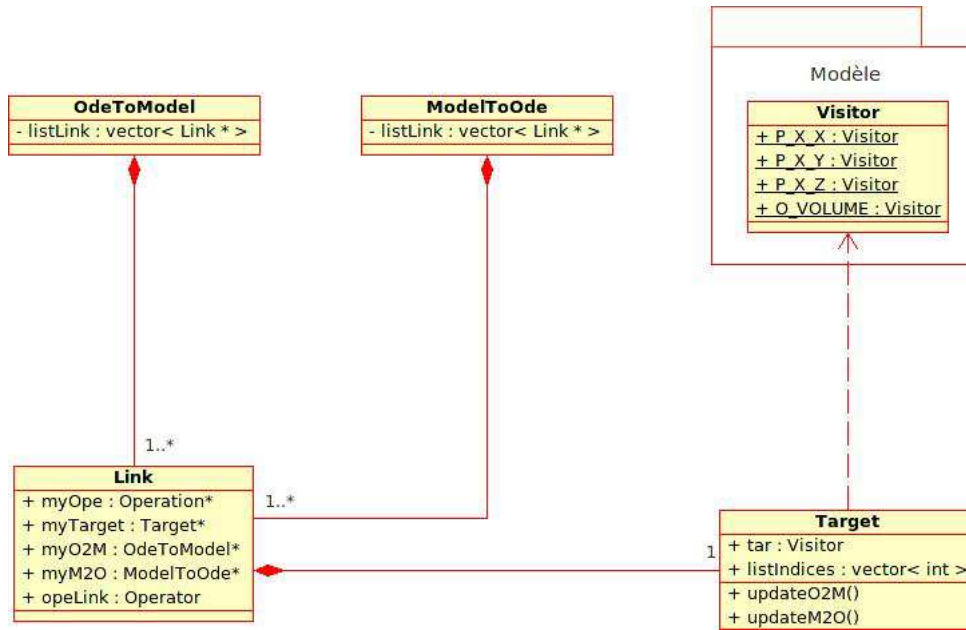 Modèle
OdeToModel
- listLink : vector< Link * >
ModelToOde
- listLink : vector< Link * >
Visitor
+ P_X_X : Visitor
+ P_X_Y : Visitor
+ P_X_Z : Visitor
+ O_VOLUME : Visitor
1..*
Link
+ myOpe : Operation*
+ myTarget : Target*
+ myO2M : OdeToModel*
+ myM2O : ModelToOde*
+ opeLink : Operator
1..*
1
Target
+ tar : Visitor
+ listIndices : vector< int >
+ updateO2M()
+ updateM2O()